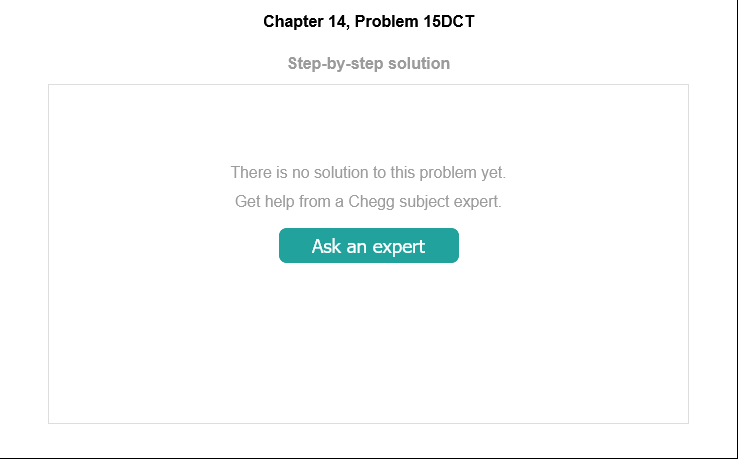 Chapter 14, Problem 15DCT
Step-by-step solution
There is no solution to this problem yet.
Get help from a Chegg subject expert.
Ask an expert